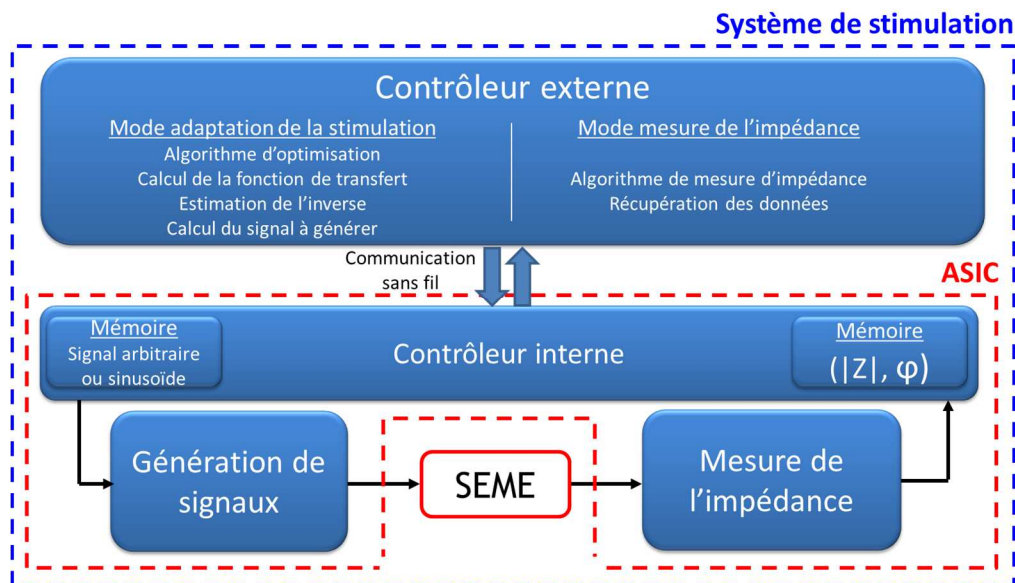 Système de stimulation
Contrôleur externe
Mode adaptation de la stimulation
Algorithme d'optimisation
Calcul de la fonction de transfert
Estimation de l'inverse
Calcul du signal à générer
Mode mesure de l'impédance
Algorithme de mesure d'impédance
Récupération des données
Communication
sans fil
ASIC
Mémoire
Signal arbitraire
ou sinusoïde
Contrôleur interne
Mémoire
(|Z|, φ)
Génération de
signaux
SEME
Mesure de
l'impédance